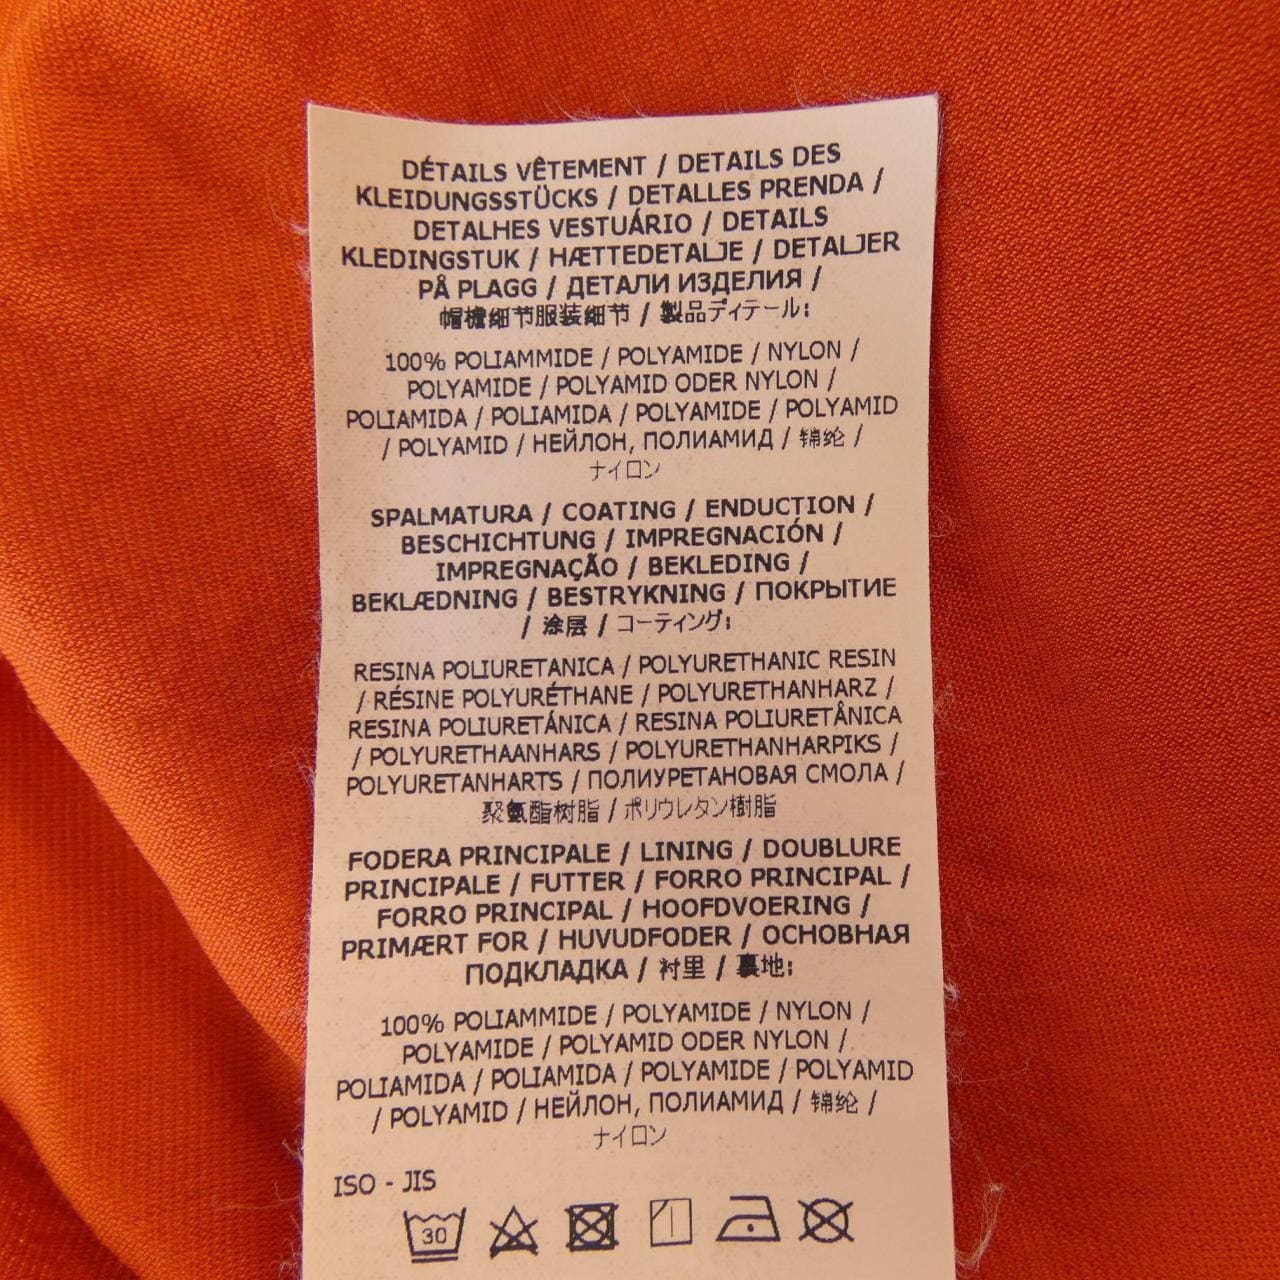 DÉTAILS VÊTEMENT / DETAILS DES
KLEIDUNGSSTÜCKS / DETALLES PRENDA /
DETALHES VESTUÁRIO / DETAILS
KLEDINGSTUK / HÆTTEDETALJE / DETALJER
PÅ PLAGG / ДЕТАЛИ ИЗДЕЛИЯ /
帽檐细节服装细节 / 製品ディテール:
100% POLIAMMIDE / POLYAMIDE / NYLON /
POLYAMIDE / POLYAMID ODER NYLON /
POLIAMIDA / POLIAMIDA / POLYAMIDE / POLYAMID
/ POLYAMID / НЕЙЛОН, ПОЛИАМИД / 锦纶 /
ナイロン
SPALMATURA / COATING / ENDUCTION /
BESCHICHTUNG / IMPREGNACIÓN /
IMPREGNAÇÃO / BEKLEDING /
BEKLÆDNING / BESTRYKNING / ПОКРЫТИЕ
/ 涂层 / コーティング:
RESINA POLIURETANICA / POLYURETHANIC RESIN
/ RÉSINE POLYURÉTHANE / POLYURETHANHARZ /
RESINA POLIURETÁNICA / RESINA POLIURETÂNICA
/ POLYURETHAANHARS / POLYURETHANHARPIKS /
POLYURETANHARTS / ПОЛИУРЕТАНОВАЯ СМОЛА /
聚氨酯树脂 / ポリウレタン樹脂
FODERA PRINCIPALE / LINING / DOUBLURE
PRINCIPALE / FUTTER / FORRO PRINCIPAL /
FORRO PRINCIPAL / HOOFDVOERING /
PRIMÆRT FOR / HUVUDFODER / ОСНОВНАЯ
ПОДКЛАДКА / 衬里 / 裏地:
100% POLIAMMIDE / POLYAMIDE / NYLON /
POLYAMIDE / POLYAMID ODER NYLON /
POLIAMIDA / POLIAMIDA / POLYAMIDE / POLYAMID
/ POLYAMID / НЕЙЛОН, ПОЛИАМИД / 锦纶 /
ナイロン
ISO - JIS
30